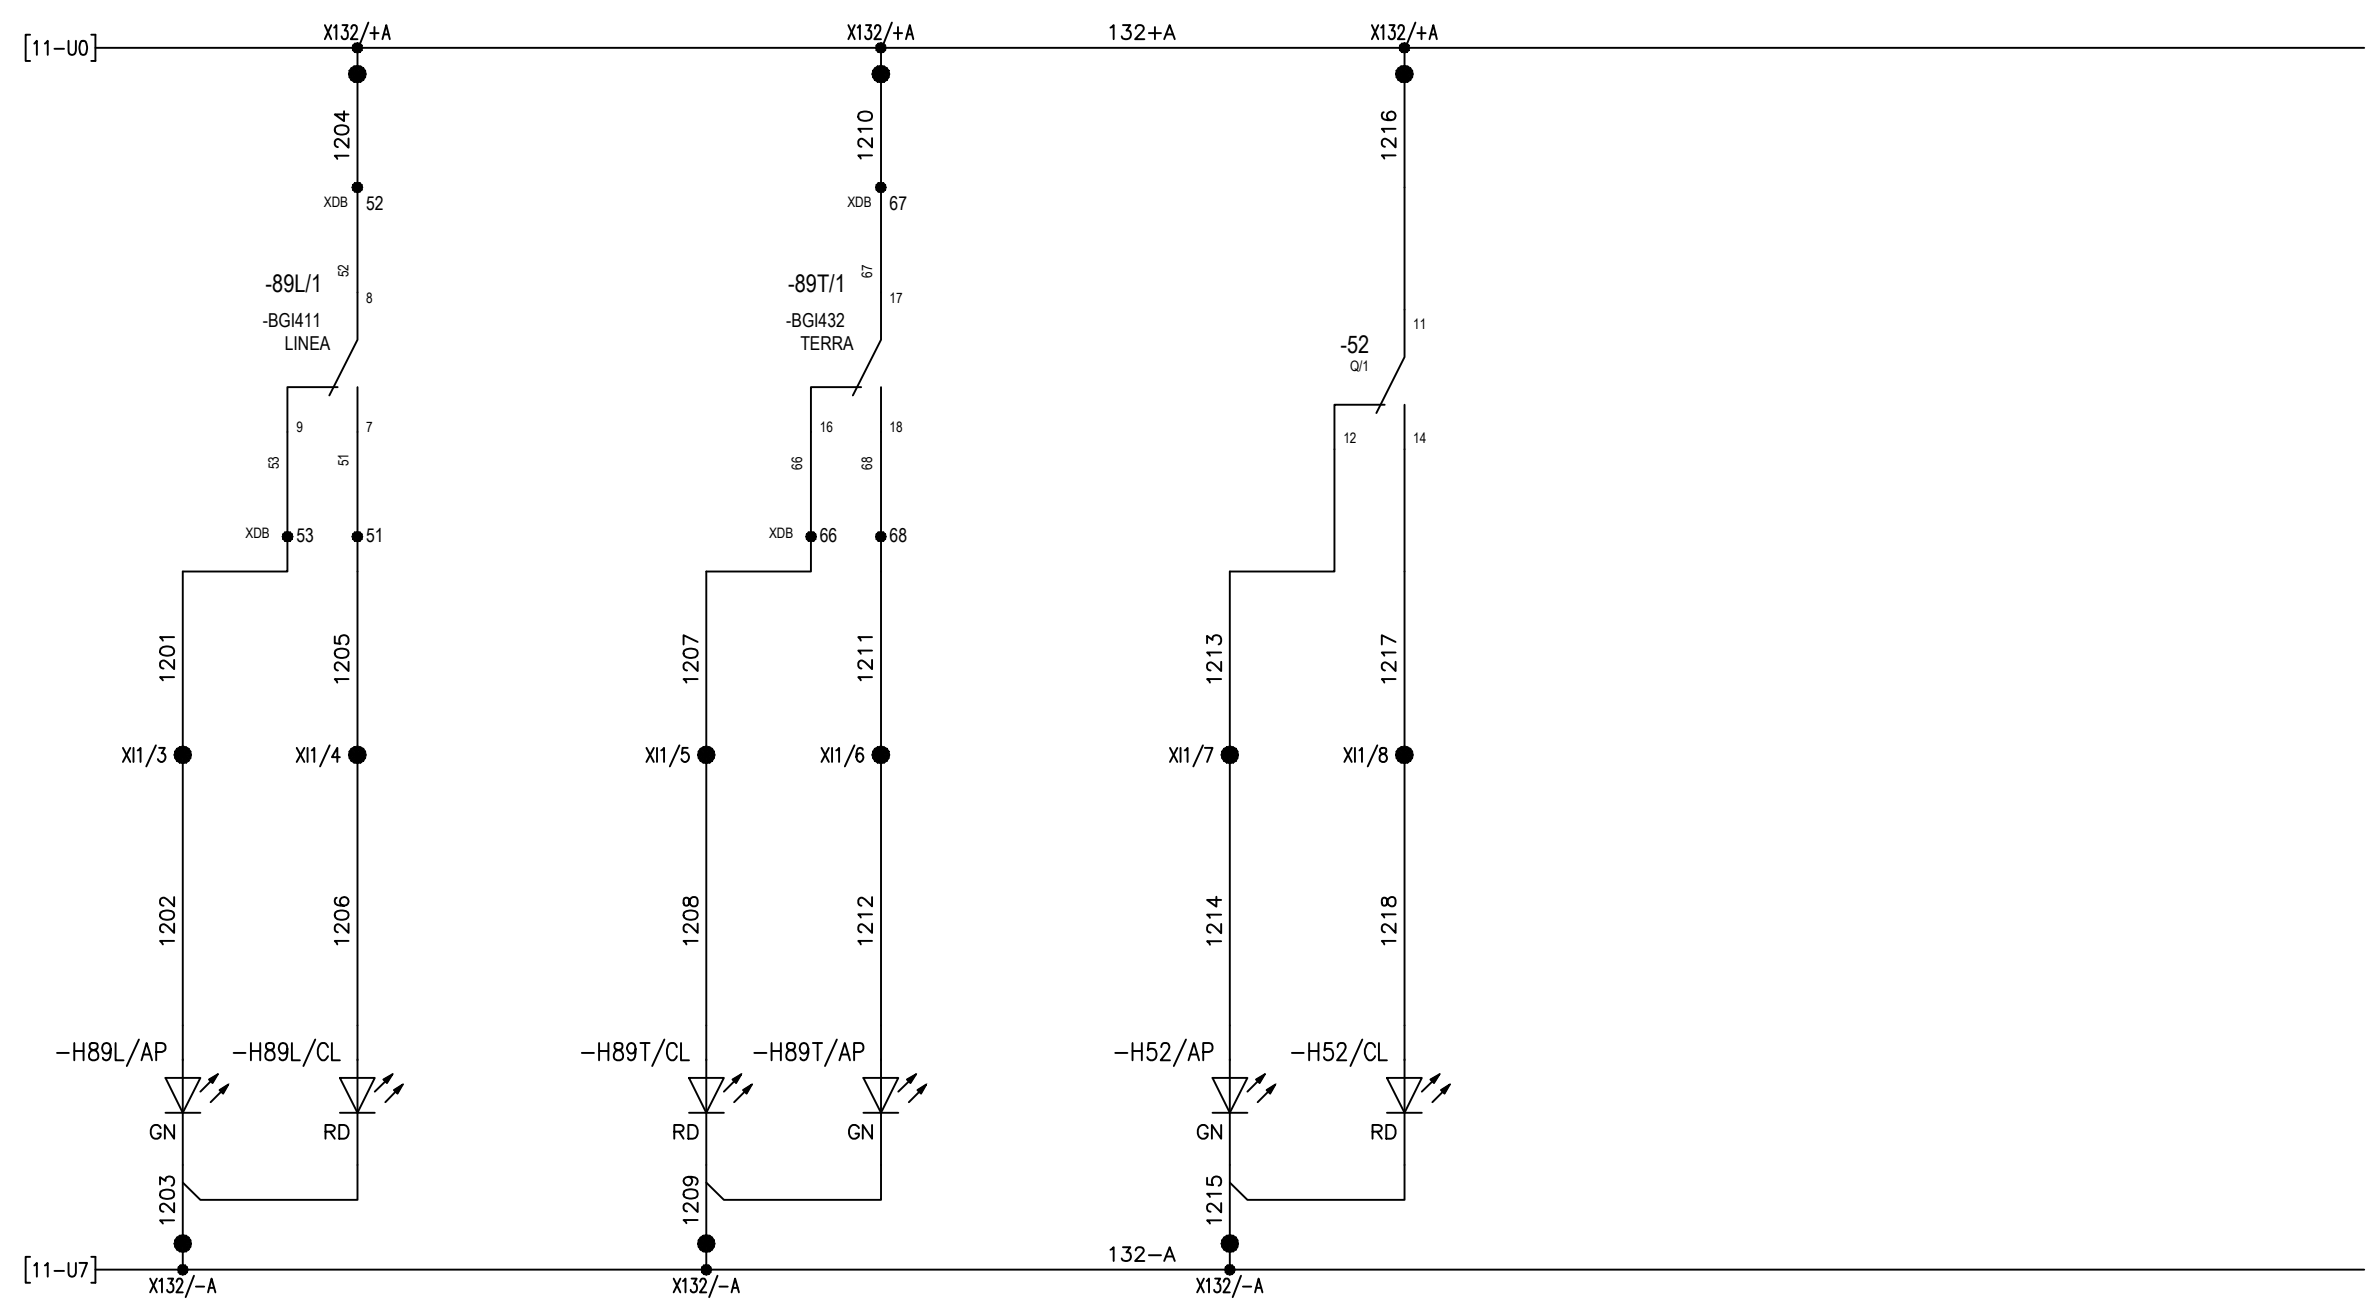 X132/+A
X132/+A
132+A
X132/+A
[11-U0]
1204
1210
1216
XDB 52
XDB 67
52
67
-89L/1
8
-89T/1
17
-BGI411
LINEA
-BGI432
TERRA
11
-52
Q/1
9
7
16
18
12
14
53
51
66
68
XDB 53
51
XDB 66
68
1201
1205
1207
1211
1213
1217
XI1/3
XI1/4
XI1/5
XI1/6
XI1/7
XI1/8
1202
1206
1208
1212
1214
1218
-H89L/AP
-H89L/CL
-H89T/CL
-H89T/AP
-H52/AP
-H52/CL
GN
RD
RD
GN
GN
RD
1203
1209
1215
132-A
[11-U7]
X132/-A
X132/-A
X132/-A